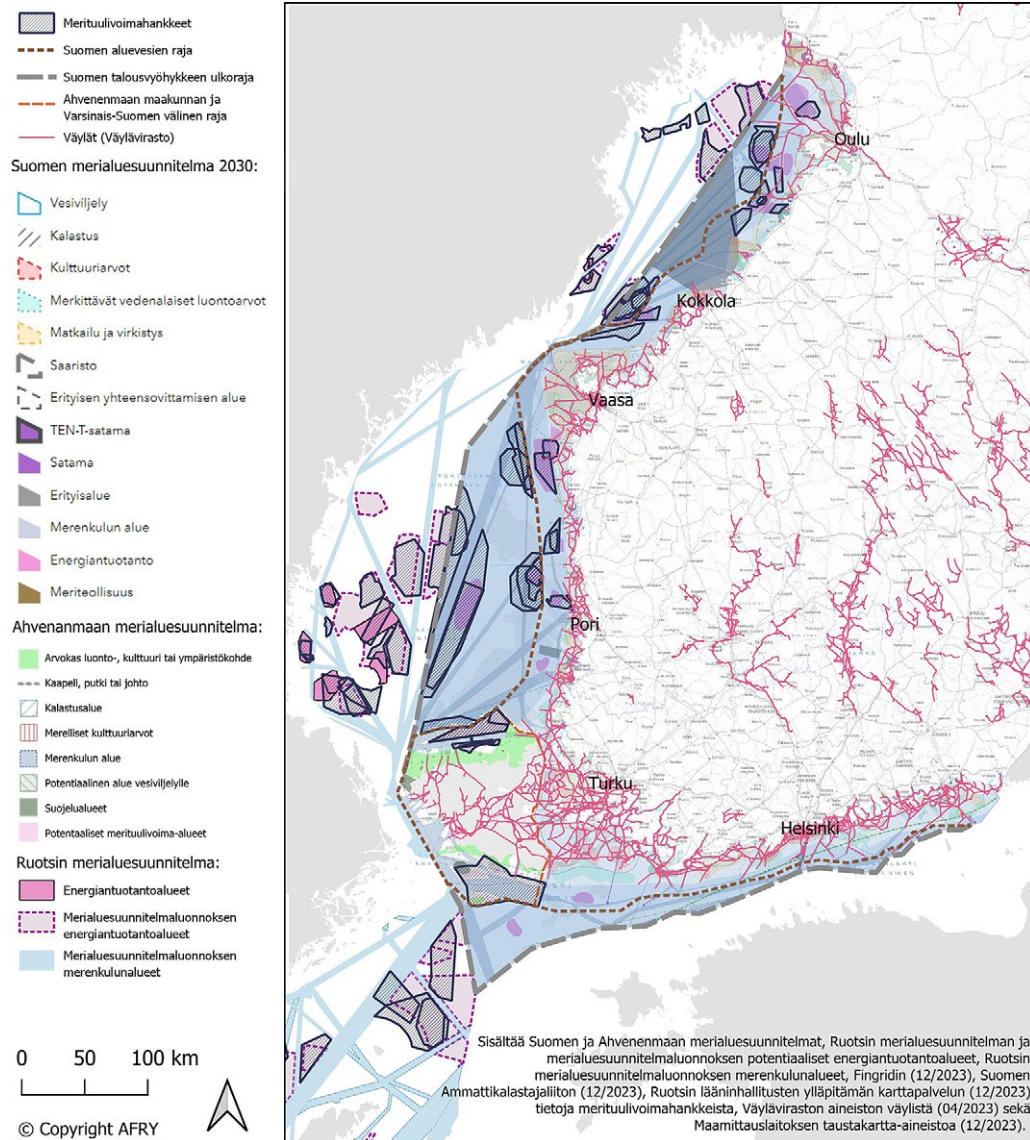 Merituulivoimahankkeet
Suomen aluevesien raja
Suomen talousvyöhykkeen ulkoraja
Ahvenenmaan maakunnan ja
Varsinais-Suomen välinen raja
Väylät (Väylävirasto)
Suomen merialuesuunnitelma 2030:
Vesiviljely
Kalastus
Kulttuuriarvot
Merkittävät vedenalaiset luontoarvot
Matkailu ja virkistys
Saaristo
Erityisen yhteensovittamisen alue
TEN-T-satama
Satama
Erityisalue
Merenkulun alue
Energiantuotanto
Meriteollisuus
Ahvenanmaan merialuesuunnitelma:
Arvokas luonto-, kulttuuri tai ympäristökohde
Kaapeli, putki tai johto
Kalastusalue
Merelliset kulttuuriarvot
Merenkulun alue
Potentiaalinen alue vesiviljelylle
Suojelualueet
Potentaaliset merituulivoima-alueet
Ruotsin merialuesuunnitelma:
Energiantuotantoalueet
Merialuesuunnitelmaluonnoksen
energiantuotantoalueet
Merialuesuunnitelmaluonnoksen
merenkulunalueet
0 50 100 km
© Copyright AFRY
Oulu
Kokkola
Vaasa
Pori
Turku
Helsinki
Sisältää Suomen ja Ahvenenmaan merialuesuunnitelmat, Ruotsin merialuesuunnitelman ja
merialuesuunnitelmaluonnoksen potentiaaliset energiantuotantoalueet, Ruotsin
merialuesuunnitelmaluonnoksen merenkulunalueet, Fingridin (12/2023), Suomen
Ammattikalastajaliiton (12/2023), Ruotsin lääninhallitusten ylläpitämän karttapalvelun (12/2023)
tietoja merituulivoimahankkeista, Väyläviraston aineiston väylistä (04/2023) sekä
Maamittauslaitoksen taustakartta-aineistoa (12/2023).